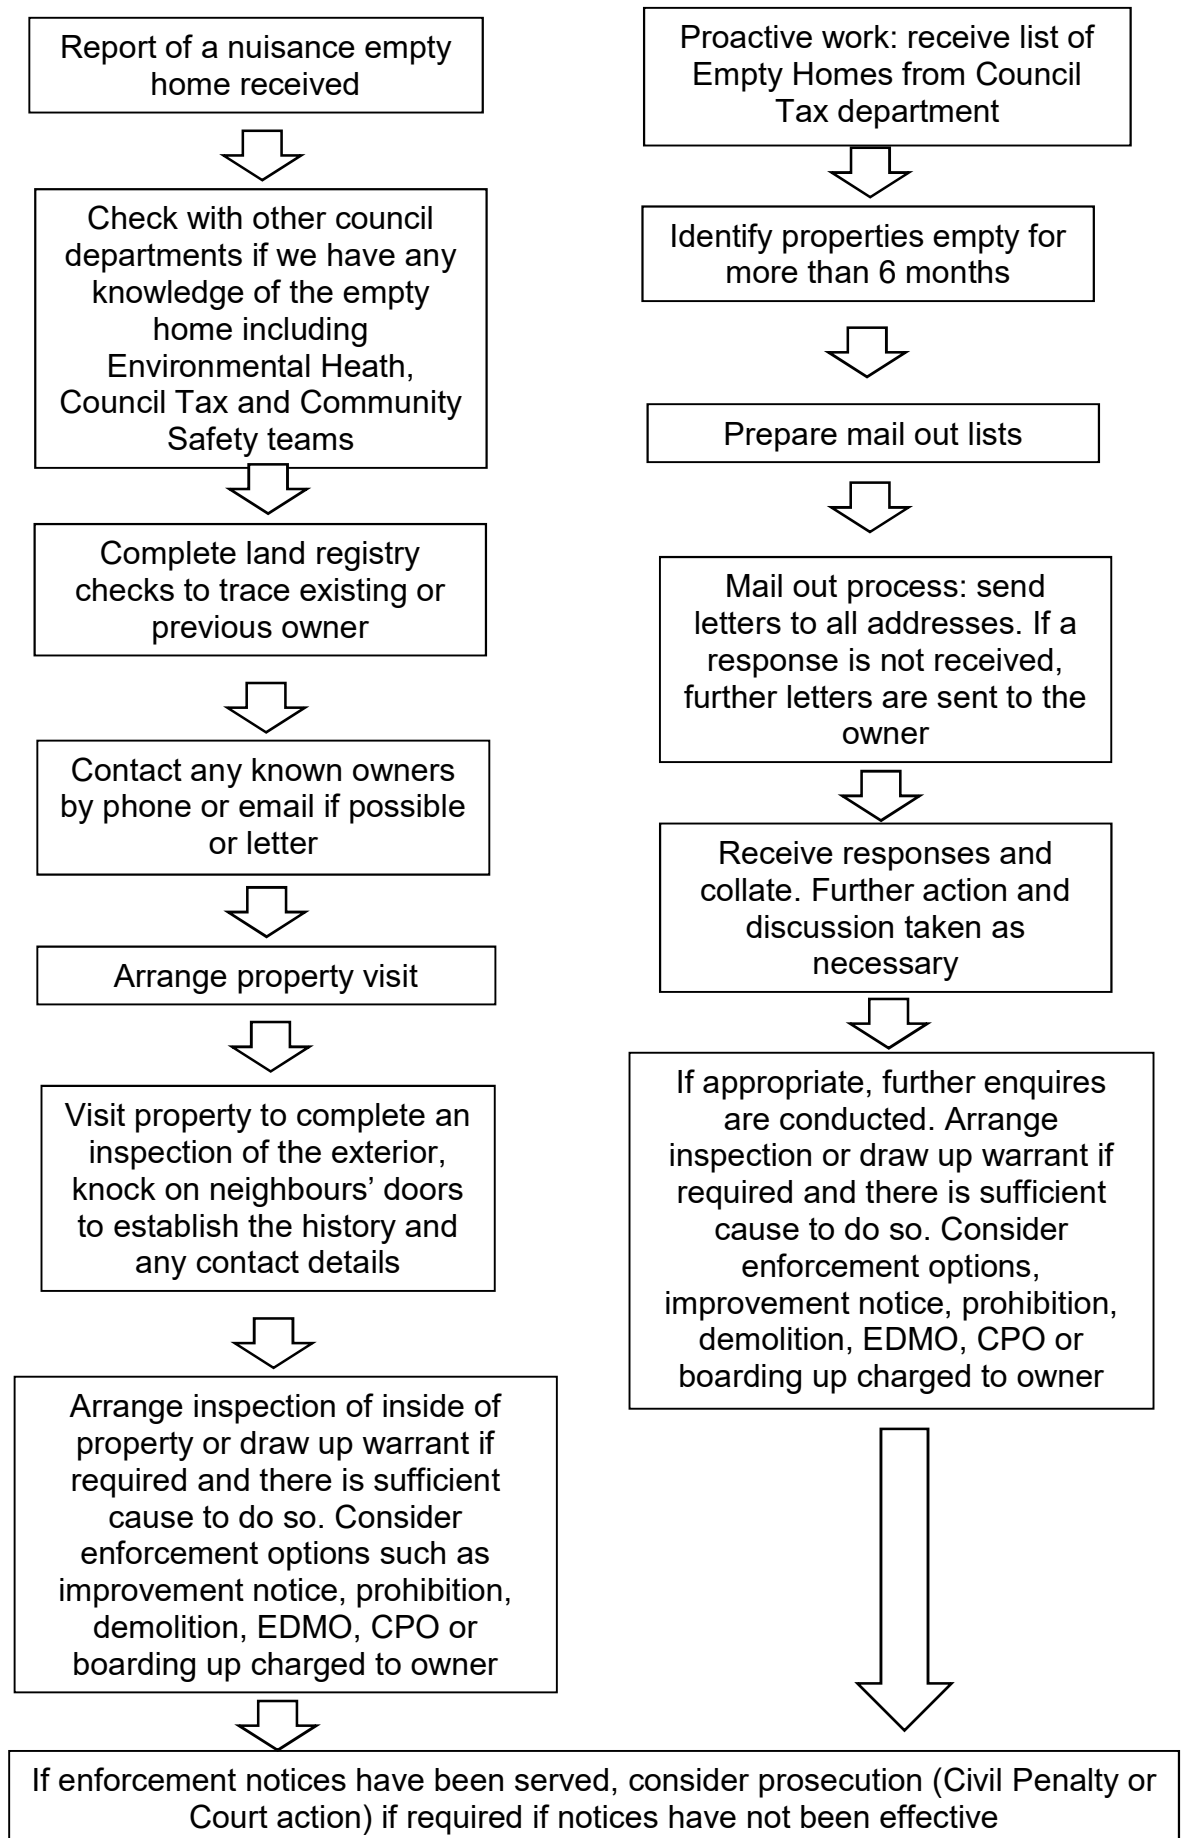 Report of a nuisance empty
home received
Check with other council
departments if we have any
knowledge of the empty
home including
Environmental Heath,
Council Tax and Community
Safety teams
Complete land registry
checks to trace existing or
previous owner
Contact any known owners
by phone or email if possible
or letter
Arrange property visit
Visit property to complete an
inspection of the exterior,
knock on neighbours’ doors
to establish the history and
any contact details
Arrange inspection of inside of
property or draw up warrant if
required and there is sufficient
cause to do so. Consider
enforcement options such as
improvement notice, prohibition,
demolition, EDMO, CPO or
boarding up charged to owner
Proactive work: receive list of
Empty Homes from Council
Tax department
Identify properties empty for
more than 6 months
Prepare mail out lists
Mail out process: send
letters to all addresses. If a
response is not received,
further letters are sent to the
owner
Receive responses and
collate. Further action and
discussion taken as
necessary
If appropriate, further enquires
are conducted. Arrange
inspection or draw up warrant if
required and there is sufficient
cause to do so. Consider
enforcement options,
improvement notice, prohibition,
demolition, EDMO, CPO or
boarding up charged to owner
If enforcement notices have been served, consider prosecution (Civil Penalty or
Court action) if required if notices have not been effective